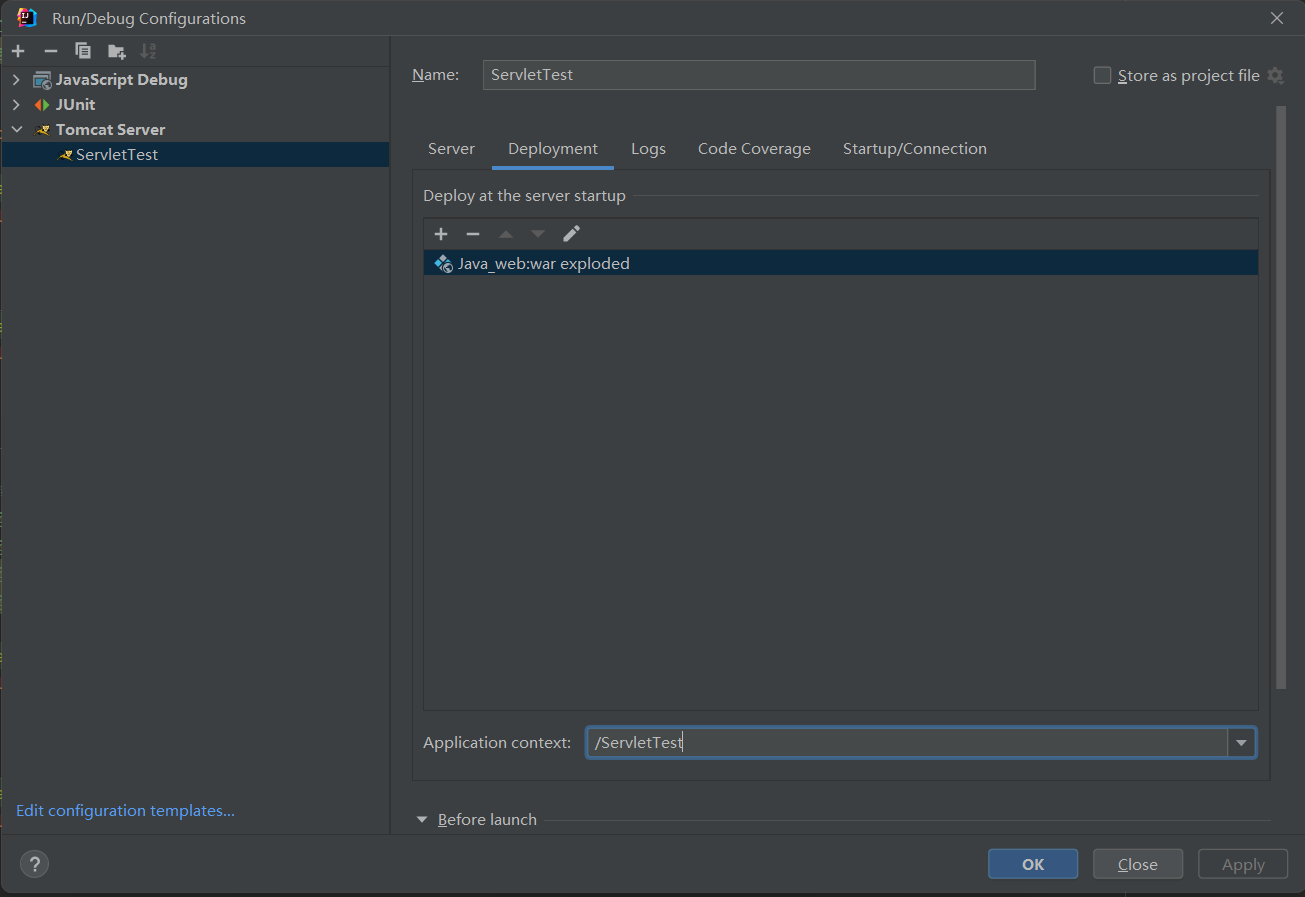 Run/Debug Configurations
JavaScript Debug
JUnit
Tomcat Server
ServletTest
Edit configuration templates...
Name: ServletTest
Store as project file
Server Deployment Logs Code Coverage Startup/Connection
Deploy at the server startup
Java_web:war exploded
Application context: /ServletTest
Before launch
?
OK Close Apply